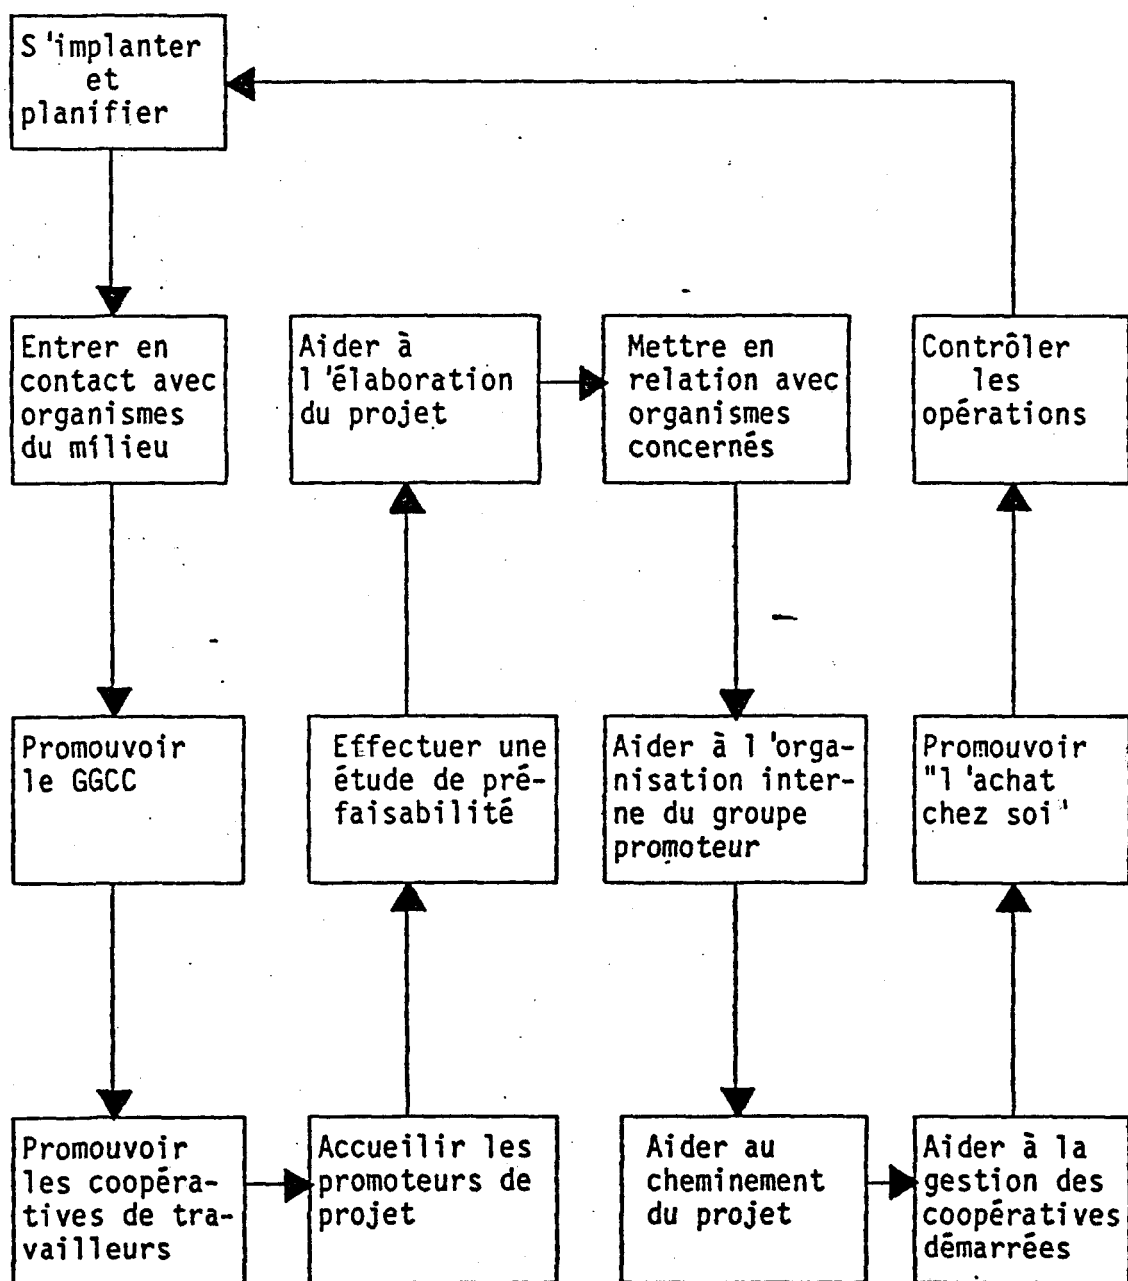 S'implanter
et
planifier
Entrer en
contact avec
organismes
du milieu
Aider à
l'élaboration
du projet
Mettre en
relation avec
organismes
concernés
Contrôler
les
opérations
Promouvoir
le GGCC
Effectuer une
étude de pré-
faisabilité
Aider à l'orga-
nisation inter-
ne du groupe
promoteur
Promouvoir
"l'achat
chez soi'
Promouvoir
les coopéra-
tives de tra-
vailleurs
Accueilir les
promoteurs de
projet
Aider au
cheminement
du projet
Aider à la
gestion des
coopératives
démarrées